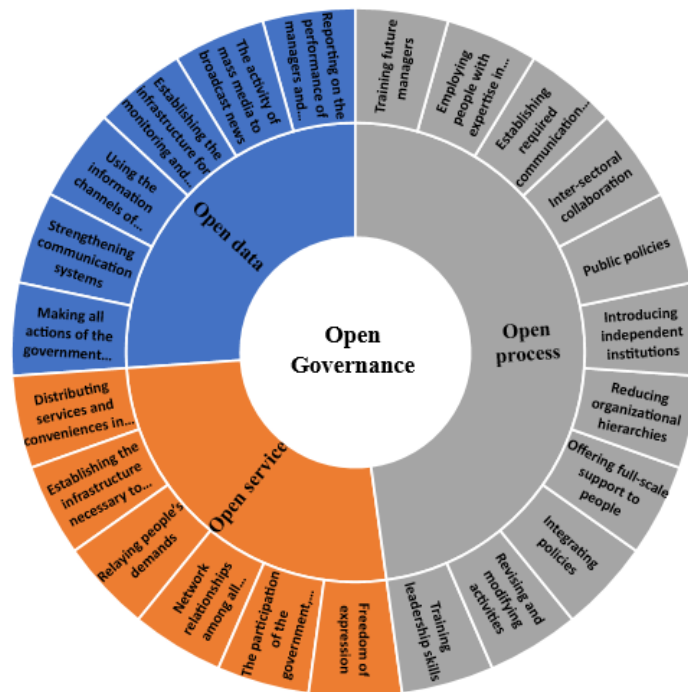 Open
Governance
Open
process
Open service
Open data
Training future
managers
Employing
people with
expertise in...
Establishing
required
communication...
Inter-sectoral
collaboration
Public policies
Introducing
independent
institutions
Reducing
organizational
hierarchies
Offering full-scale
support to
people
Integrating
policies
Revising and
modifying
activities
Training
leadership skills
Freedom of
expression
The participation
of the
government,...
Network
relationships
among all...
Relaying people's
demands
Establishing the
infrastructure
necessary to...
Distributing
services and
conveniences in...
Making all
actions of the
government...
Strengthening
communication
systems
Using the
information
channels of...
Establishing the
infrastructure for
monitoring and...
The activity of
mass media to
broadcast news
Reporting on the
performance of
managers and...